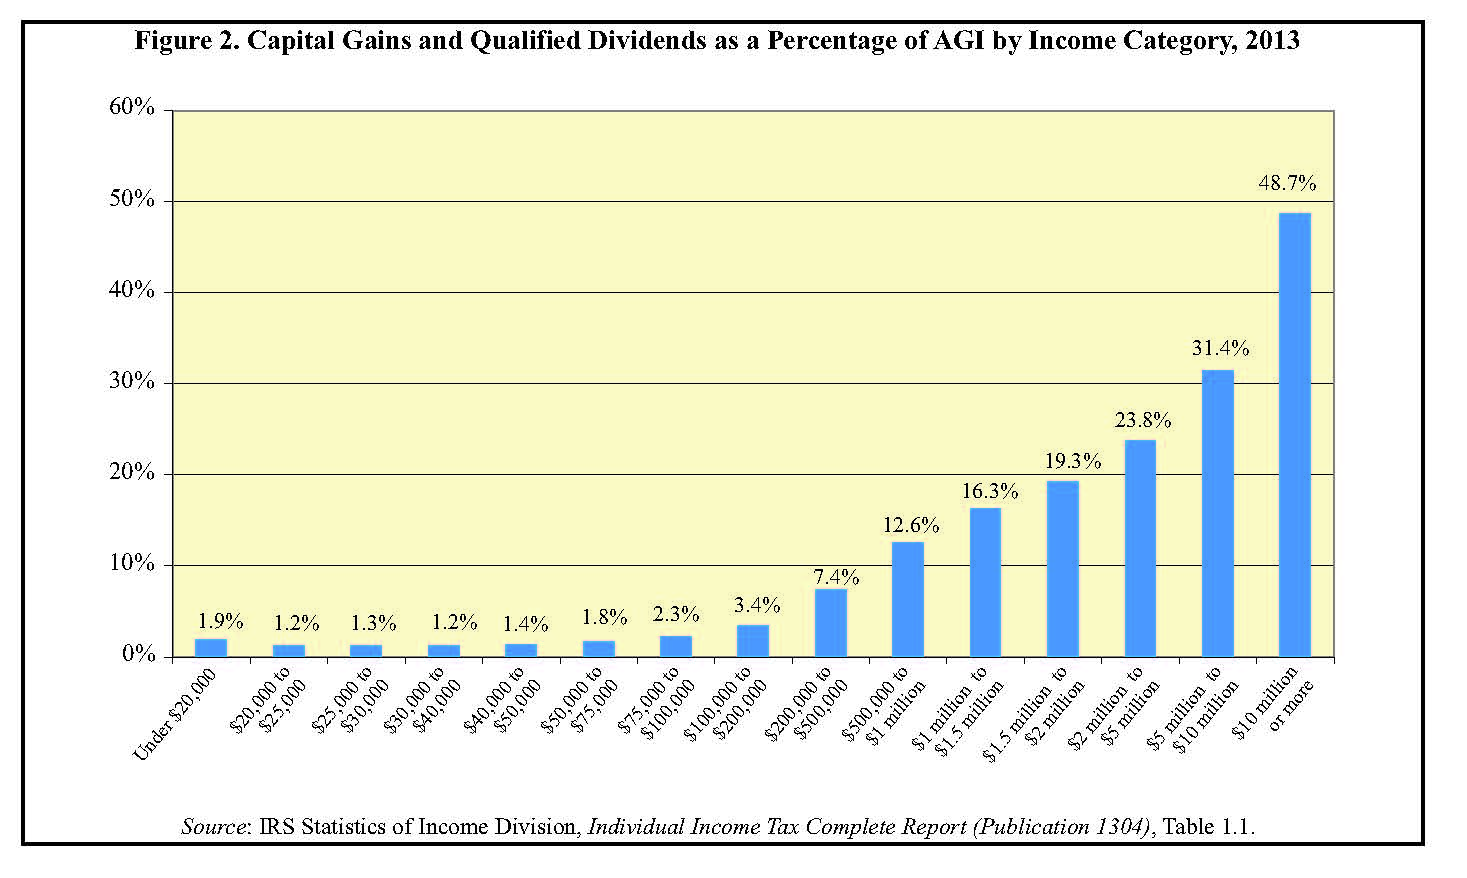 Figure 2. Capital Gains and Qualified Dividends as a Percentage of AGI by Income Category, 2013
60%
50%
40%
30%
20%
10%
0%
1.9%
1.2%
1.3%
1.2%
1.4%
1.8%
2.3%
3.4%
7.4%
12.6%
16.3%
19.3%
23.8%
31.4%
48.7%
Under $20,000
$20,000 to
$25,000
$25,000 to
$30,000
$30,000 to
$40,000
$40,000 to
$50,000
$50,000 to
$75,000
$75,000 to
$100,000
$100,000 to
$200,000
$200,000 to
$500,000
$500,000 to
$1 million
$1 million to
$1.5 million
$1.5 million to
$2 million
$2 million to
$5 million
$5 million to
$10 million
$10 million
or more
Source: IRS Statistics of Income Division, Individual Income Tax Complete Report (Publication 1304), Table 1.1.